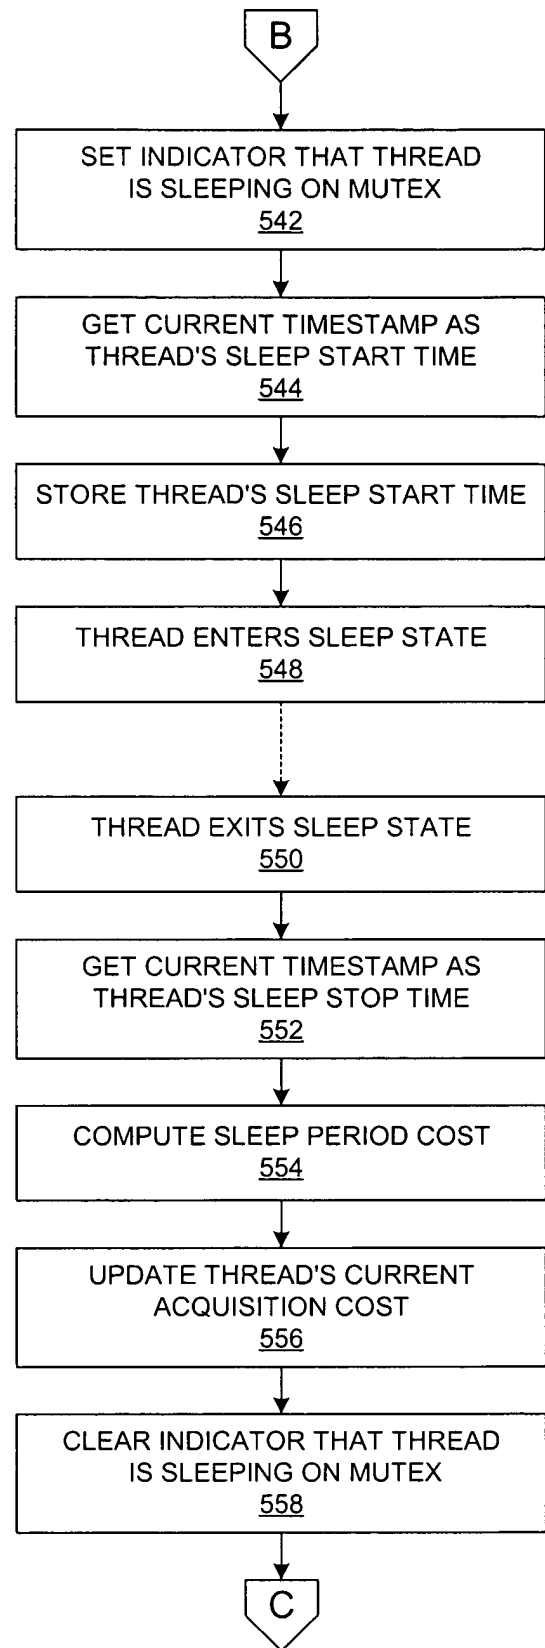 B
SET INDICATOR THAT THREAD
IS SLEEPING ON MUTEX
542
GET CURRENT TIMESTAMP AS
THREAD'S SLEEP START TIME
544
STORE THREAD'S SLEEP START TIME
546
THREAD ENTERS SLEEP STATE
548
THREAD EXITS SLEEP STATE
550
GET CURRENT TIMESTAMP AS
THREAD'S SLEEP STOP TIME
552
COMPUTE SLEEP PERIOD COST
554
UPDATE THREAD'S CURRENT
ACQUISITION COST
556
CLEAR INDICATOR THAT THREAD
IS SLEEPING ON MUTEX
558
C